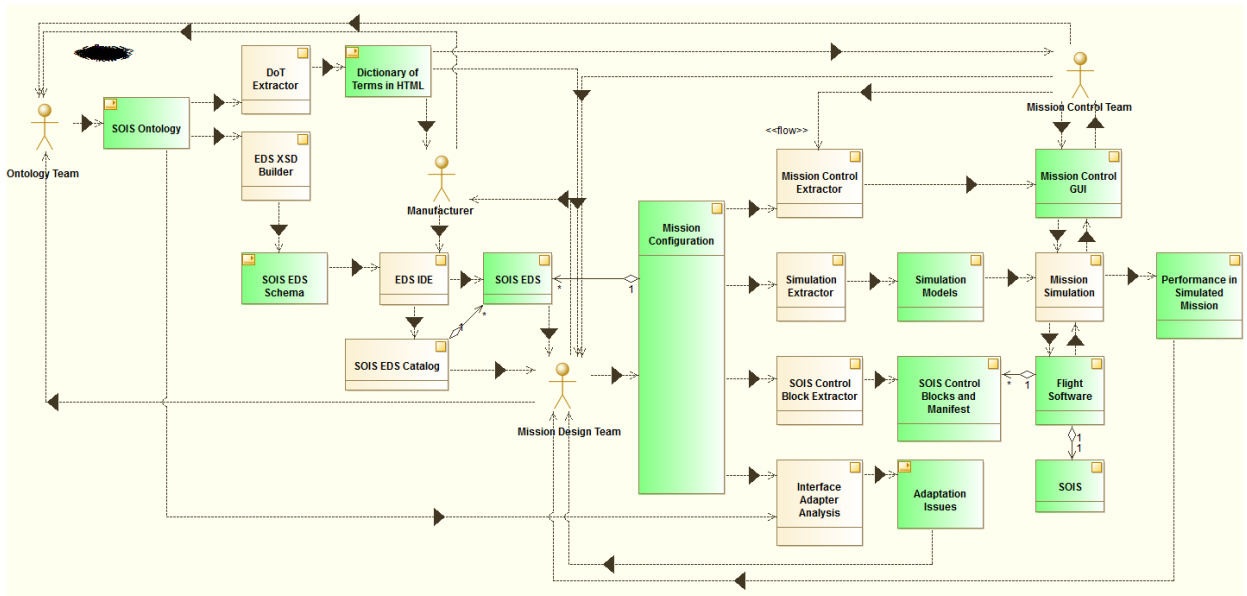 DoT
Extractor
Dictionary of
Terms in HTML
Mission Control Team
SOIS Ontology
Ontology Team
<<flow>>
EDS XSD
Builder
Manufacturer
Mission Control
Extractor
Mission Control
GUI
Mission
Configuration
SOIS EDS
Schema
EDS IDE
SOIS EDS
*
1
Simulation
Extractor
Simulation
Models
Mission
Simulation
Performance in
Simulated
Mission
1
*
SOIS EDS Catalog
Mission Design Team
SOIS Control
Block Extractor
SOIS Control
Blocks and
Manifest
*
1
Flight
Software
1
1
Interface
Adapter
Analysis
Adaptation
Issues
SOIS